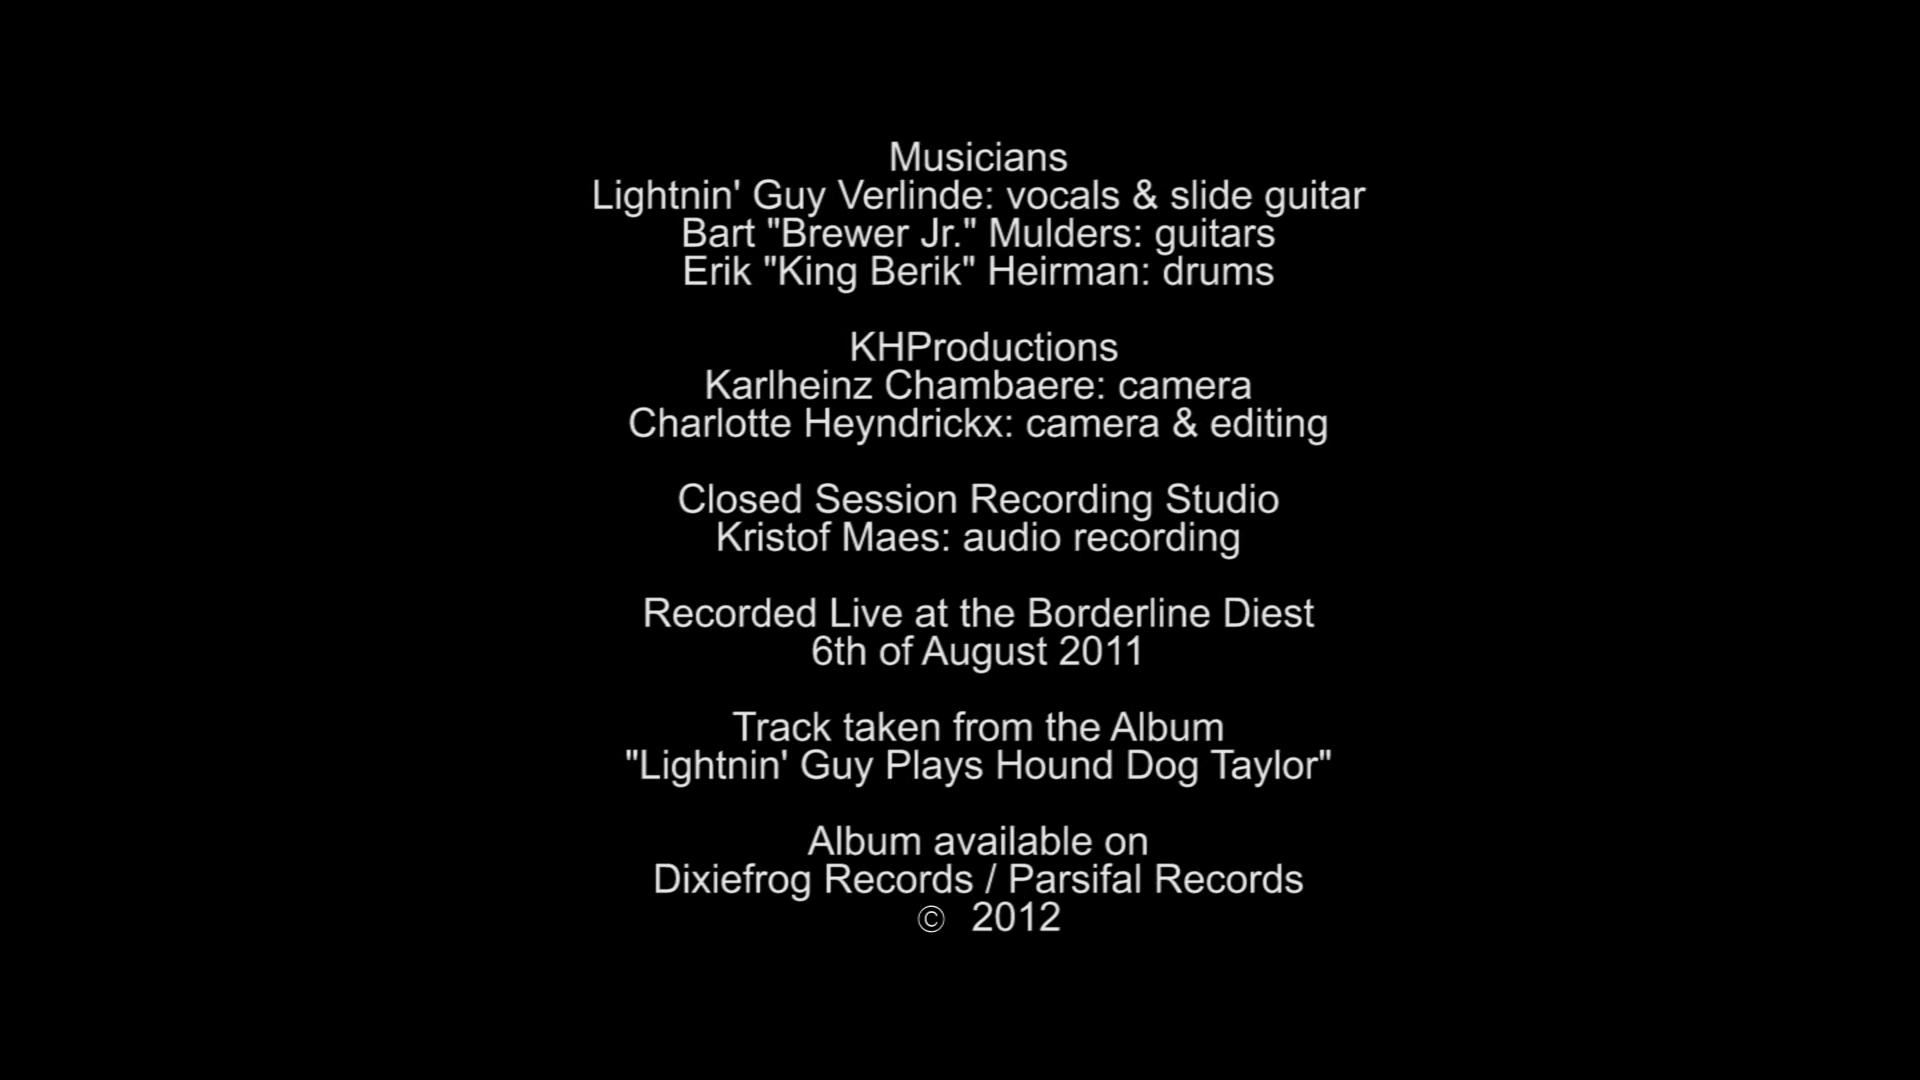 Musicians
Lightnin' Guy Verlinde: vocals & slide guitar
Bart "Brewer Jr." Mulders: guitars
Erik "King Berik" Heirman: drums
KHProductions
Karlheinz Chambaere: camera
Charlotte Heyndrickx: camera & editing
Closed Session Recording Studio
Kristof Maes: audio recording
Recorded Live at the Borderline Diest
6th of August 2011
Track taken from the Album
"Lightnin' Guy Plays Hound Dog Taylor"
Album available on
Dixiefrog Records / Parsifal Records
© 2012